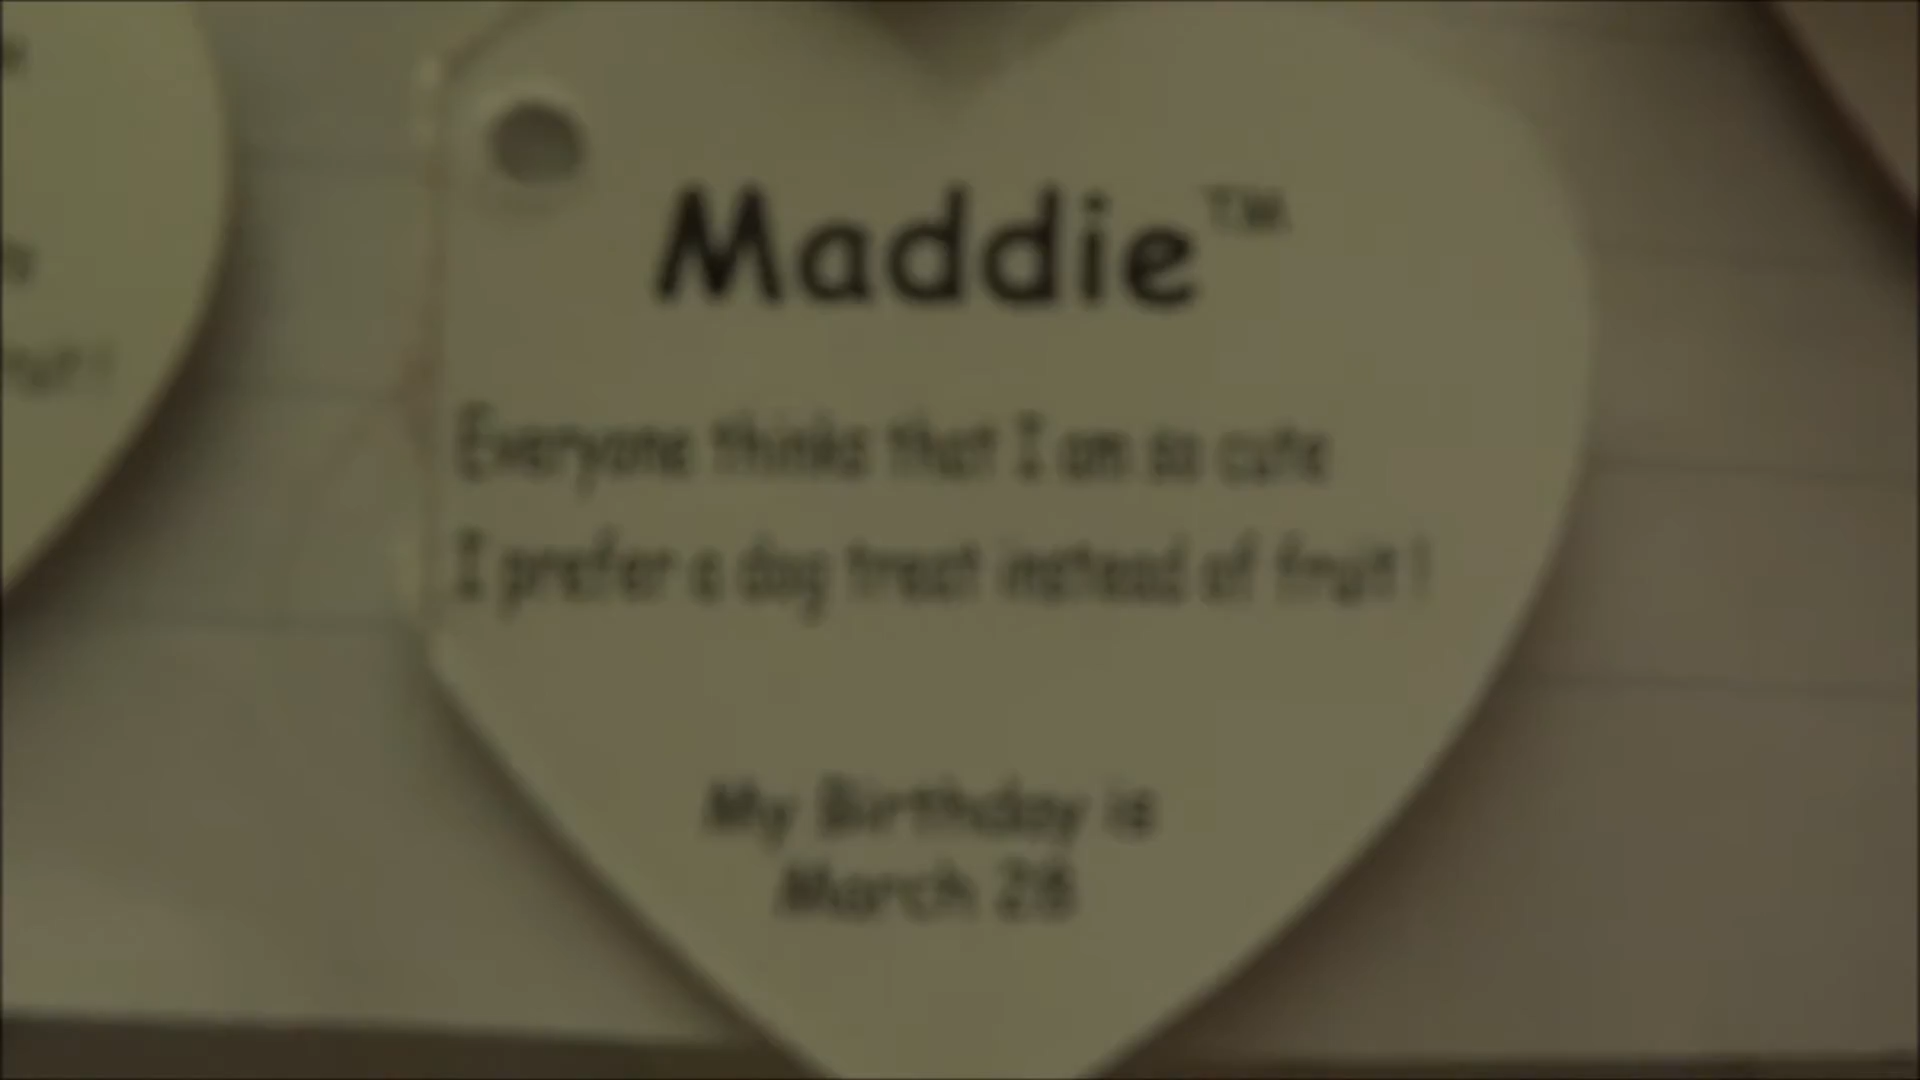 Maddie™
Everyone thinks that I am so cute
I prefer a dog treat instead of fruit !
My Birthday is
March 28